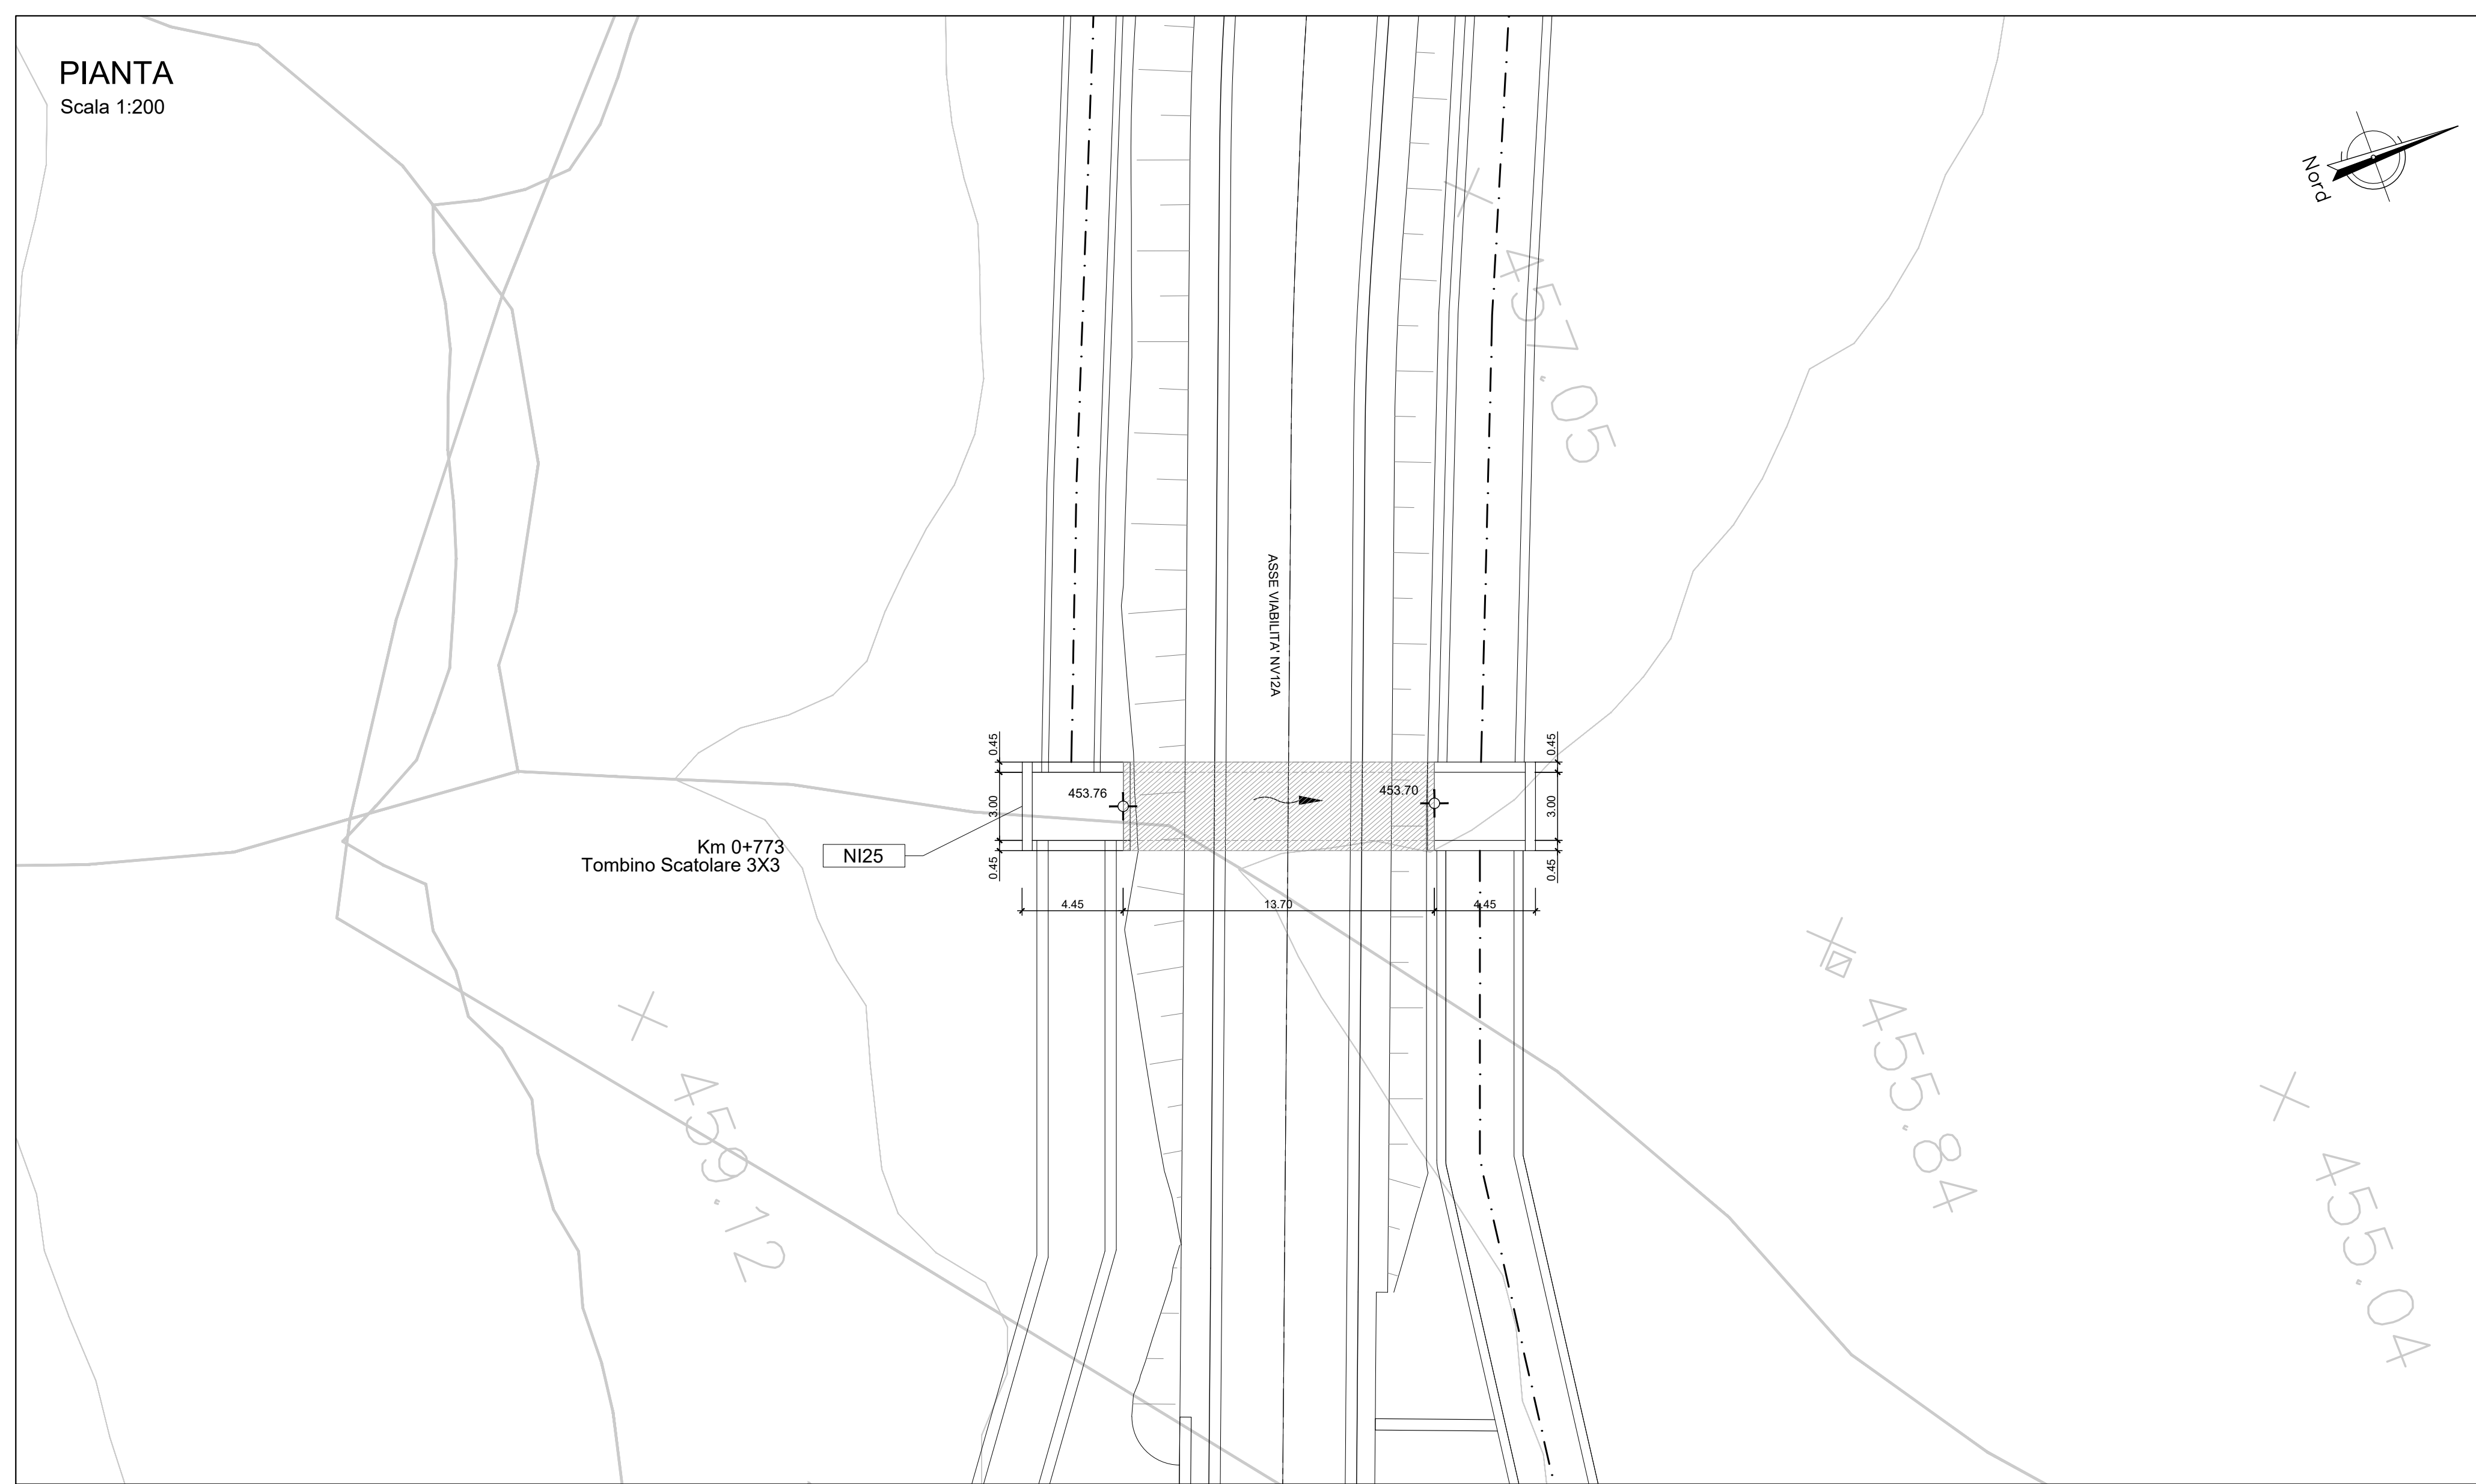 PIANTA
Scala 1:200
Nord
457.05
ASSE VIABILITA' NV12A
0.45
0.45
453.76
453.70
3.00
3.00
Km 0+773
Tombino Scatolare 3X3
NI25
0.45
0.45
4.45
13.70
4.45
459.12
455.84
455.04